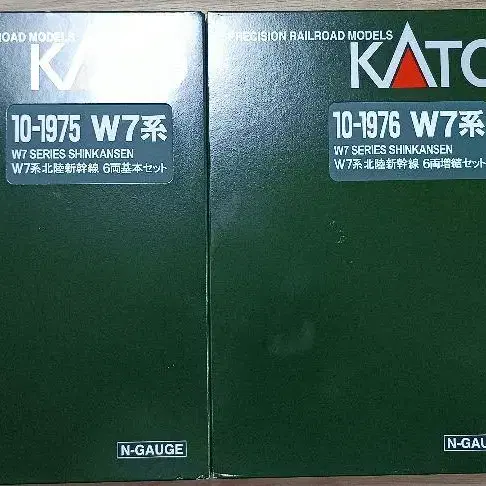 ROAD MODELS
KA
10-1975 W7系
W7 SERIES SHINKANSEN
W7系北陸新幹線 6両基本セット
N-GAUGE
PRECISION RAILROAD MODELS
KATO
10-1976 W7系
W7 SERIES SHINKANSEN
W7系北陸新幹線 6両増結セット
N-GAU